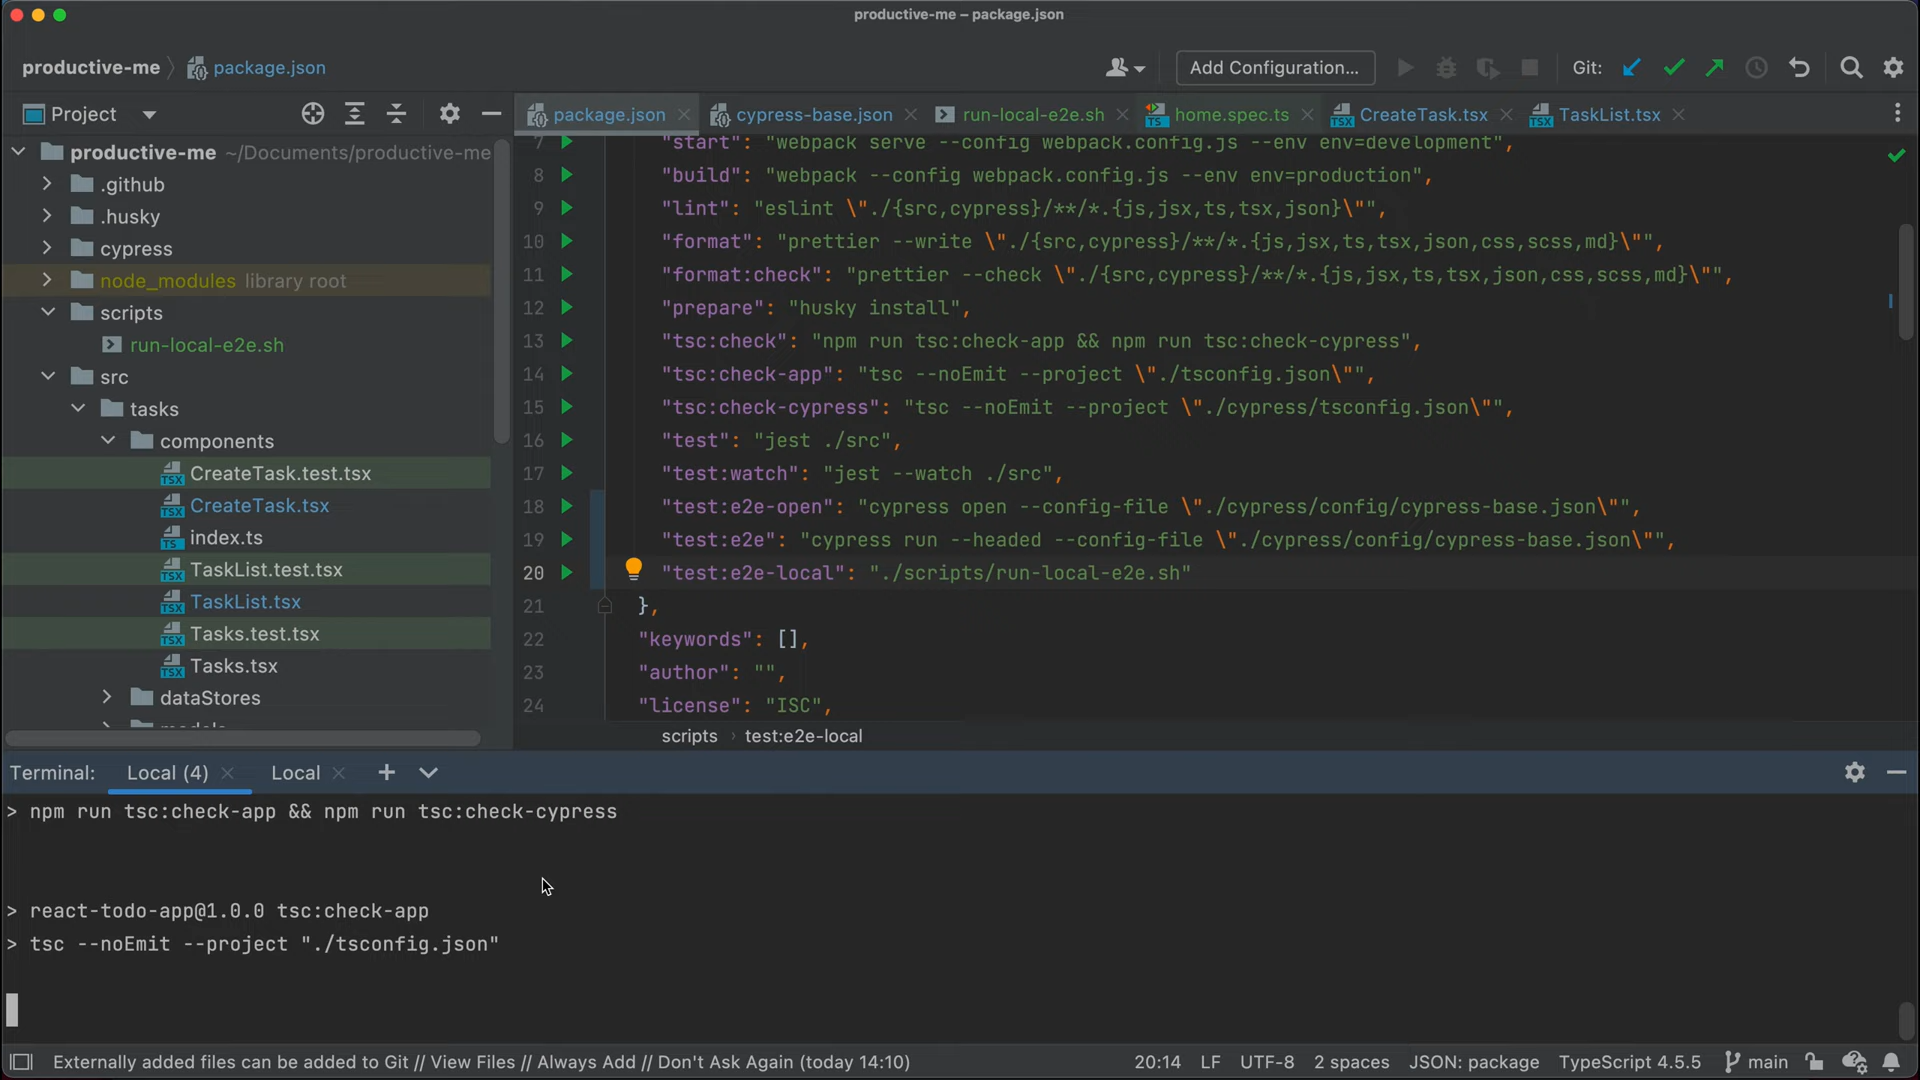 productive-me – package.json
productive-me
package.json
Add Configuration...
Git:
Project
package.json
cypress-base.json
run-local-e2e.sh
home.spec.ts
CreateTask.tsx
TaskList.tsx
productive-me ~/Documents/productive-me
.github
.husky
cypress
node_modules library root
scripts
run-local-e2e.sh
src
tasks
components
CreateTask.test.tsx
CreateTask.tsx
index.ts
TaskList.test.tsx
TaskList.tsx
Tasks.test.tsx
Tasks.tsx
dataStores
models
7 "start": "webpack serve --config webpack.config.js --env env=development",
8 "build": "webpack --config webpack.config.js --env env=production",
9 "lint": "eslint \"./{src,cypress}/**/*.{js,jsx,ts,tsx,json}\"",
10 "format": "prettier --write \"./{src,cypress}/**/*.{js,jsx,ts,tsx,json,css,scss,md}\"",
11 "format:check": "prettier --check \"./{src,cypress}/**/*.{js,jsx,ts,tsx,json,css,scss,md}\"",
12 "prepare": "husky install",
13 "tsc:check": "npm run tsc:check-app && npm run tsc:check-cypress",
14 "tsc:check-app": "tsc --noEmit --project \"./tsconfig.json\"",
15 "tsc:check-cypress": "tsc --noEmit --project \"./cypress/tsconfig.json\"",
16 "test": "jest ./src",
17 "test:watch": "jest --watch ./src",
18 "test:e2e-open": "cypress open --config-file \"./cypress/config/cypress-base.json\"",
19 "test:e2e": "cypress run --headed --config-file \"./cypress/config/cypress-base.json\"",
20 "test:e2e-local": "./scripts/run-local-e2e.sh"
21 },
22 "keywords": [],
23 "author": "",
24 "license": "ISC",
scripts › test:e2e-local
Terminal: Local (4) Local
> npm run tsc:check-app && npm run tsc:check-cypress
> react-todo-app@1.0.0 tsc:check-app
> tsc --noEmit --project "./tsconfig.json"
Externally added files can be added to Git // View Files // Always Add // Don't Ask Again (today 14:10)
20:14 LF UTF-8 2 spaces JSON: package TypeScript 4.5.5 main